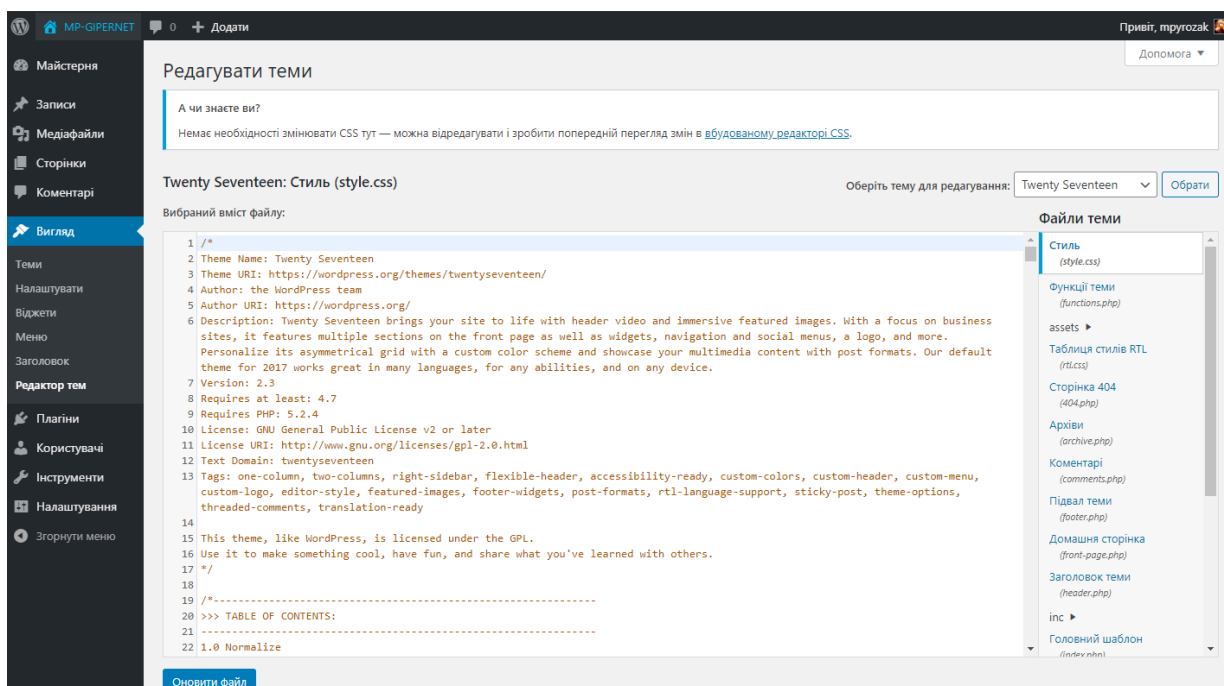 MP-GIPERNET 0 + Додати Привіт, mpyrozak
Допомога ▼
Майстерня
Записи
Медіафайли
Сторінки
Коментарі
Вигляд
Теми
Налаштувати
Віджети
Меню
Заголовок
Редактор тем
Плагіни
Користувачі
Інструменти
Налаштування
Згорнути меню
Редагувати теми
А чи знаєте ви?
Немає необхідності змінювати CSS тут — можна відредагувати і зробити попередній перегляд змін в вбудованому редакторі CSS.
Twenty Seventeen: Стиль (style.css)
Оберіть тему для редагування: Twenty Seventeen Обрати
Вибраний вміст файлу:
1 /*
2 Theme Name: Twenty Seventeen
3 Theme URI: https://wordpress.org/themes/twentyseventeen/
4 Author: the WordPress team
5 Author URI: https://wordpress.org/
6 Description: Twenty Seventeen brings your site to life with header video and immersive featured images. With a focus on business
sites, it features multiple sections on the front page as well as widgets, navigation and social menus, a logo, and more.
Personalize its asymmetrical grid with a custom color scheme and showcase your multimedia content with post formats. Our default
theme for 2017 works great in many languages, for any abilities, and on any device.
7 Version: 2.3
8 Requires at least: 4.7
9 Requires PHP: 5.2.4
10 License: GNU General Public License v2 or later
11 License URI: http://www.gnu.org/licenses/gpl-2.0.html
12 Text Domain: twentyseventeen
13 Tags: one-column, two-columns, right-sidebar, flexible-header, accessibility-ready, custom-colors, custom-header, custom-menu,
custom-logo, editor-style, featured-images, footer-widgets, post-formats, rtl-language-support, sticky-post, theme-options,
threaded-comments, translation-ready
14
15 This theme, like WordPress, is licensed under the GPL.
16 Use it to make something cool, have fun, and share what you've learned with others.
17 */
18
19 /*--------------------------------------------------------------
20 >>> TABLE OF CONTENTS:
21 ----------------------------------------------------------------
22 1.0 Normalize
Файли теми
Стиль
(style.css)
Функції теми
(functions.php)
assets ▶
Таблиця стилів RTL
(rtl.css)
Сторінка 404
(404.php)
Архіви
(archive.php)
Коментарі
(comments.php)
Підвал теми
(footer.php)
Домашня сторінка
(front-page.php)
Заголовок теми
(header.php)
inc ▶
Головний шаблон
(index.php)
Оновити файл